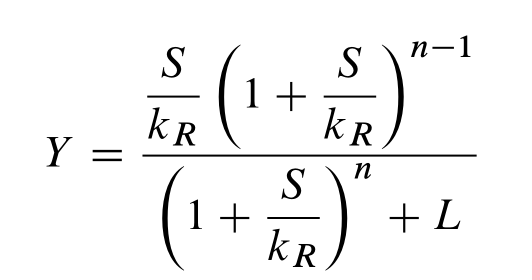 Y = \frac{\frac{S}{k_R} \left(1 + \frac{S}{k_R}\right)^{n-1}}{\left(1 + \frac{S}{k_R}\right)^n + L}